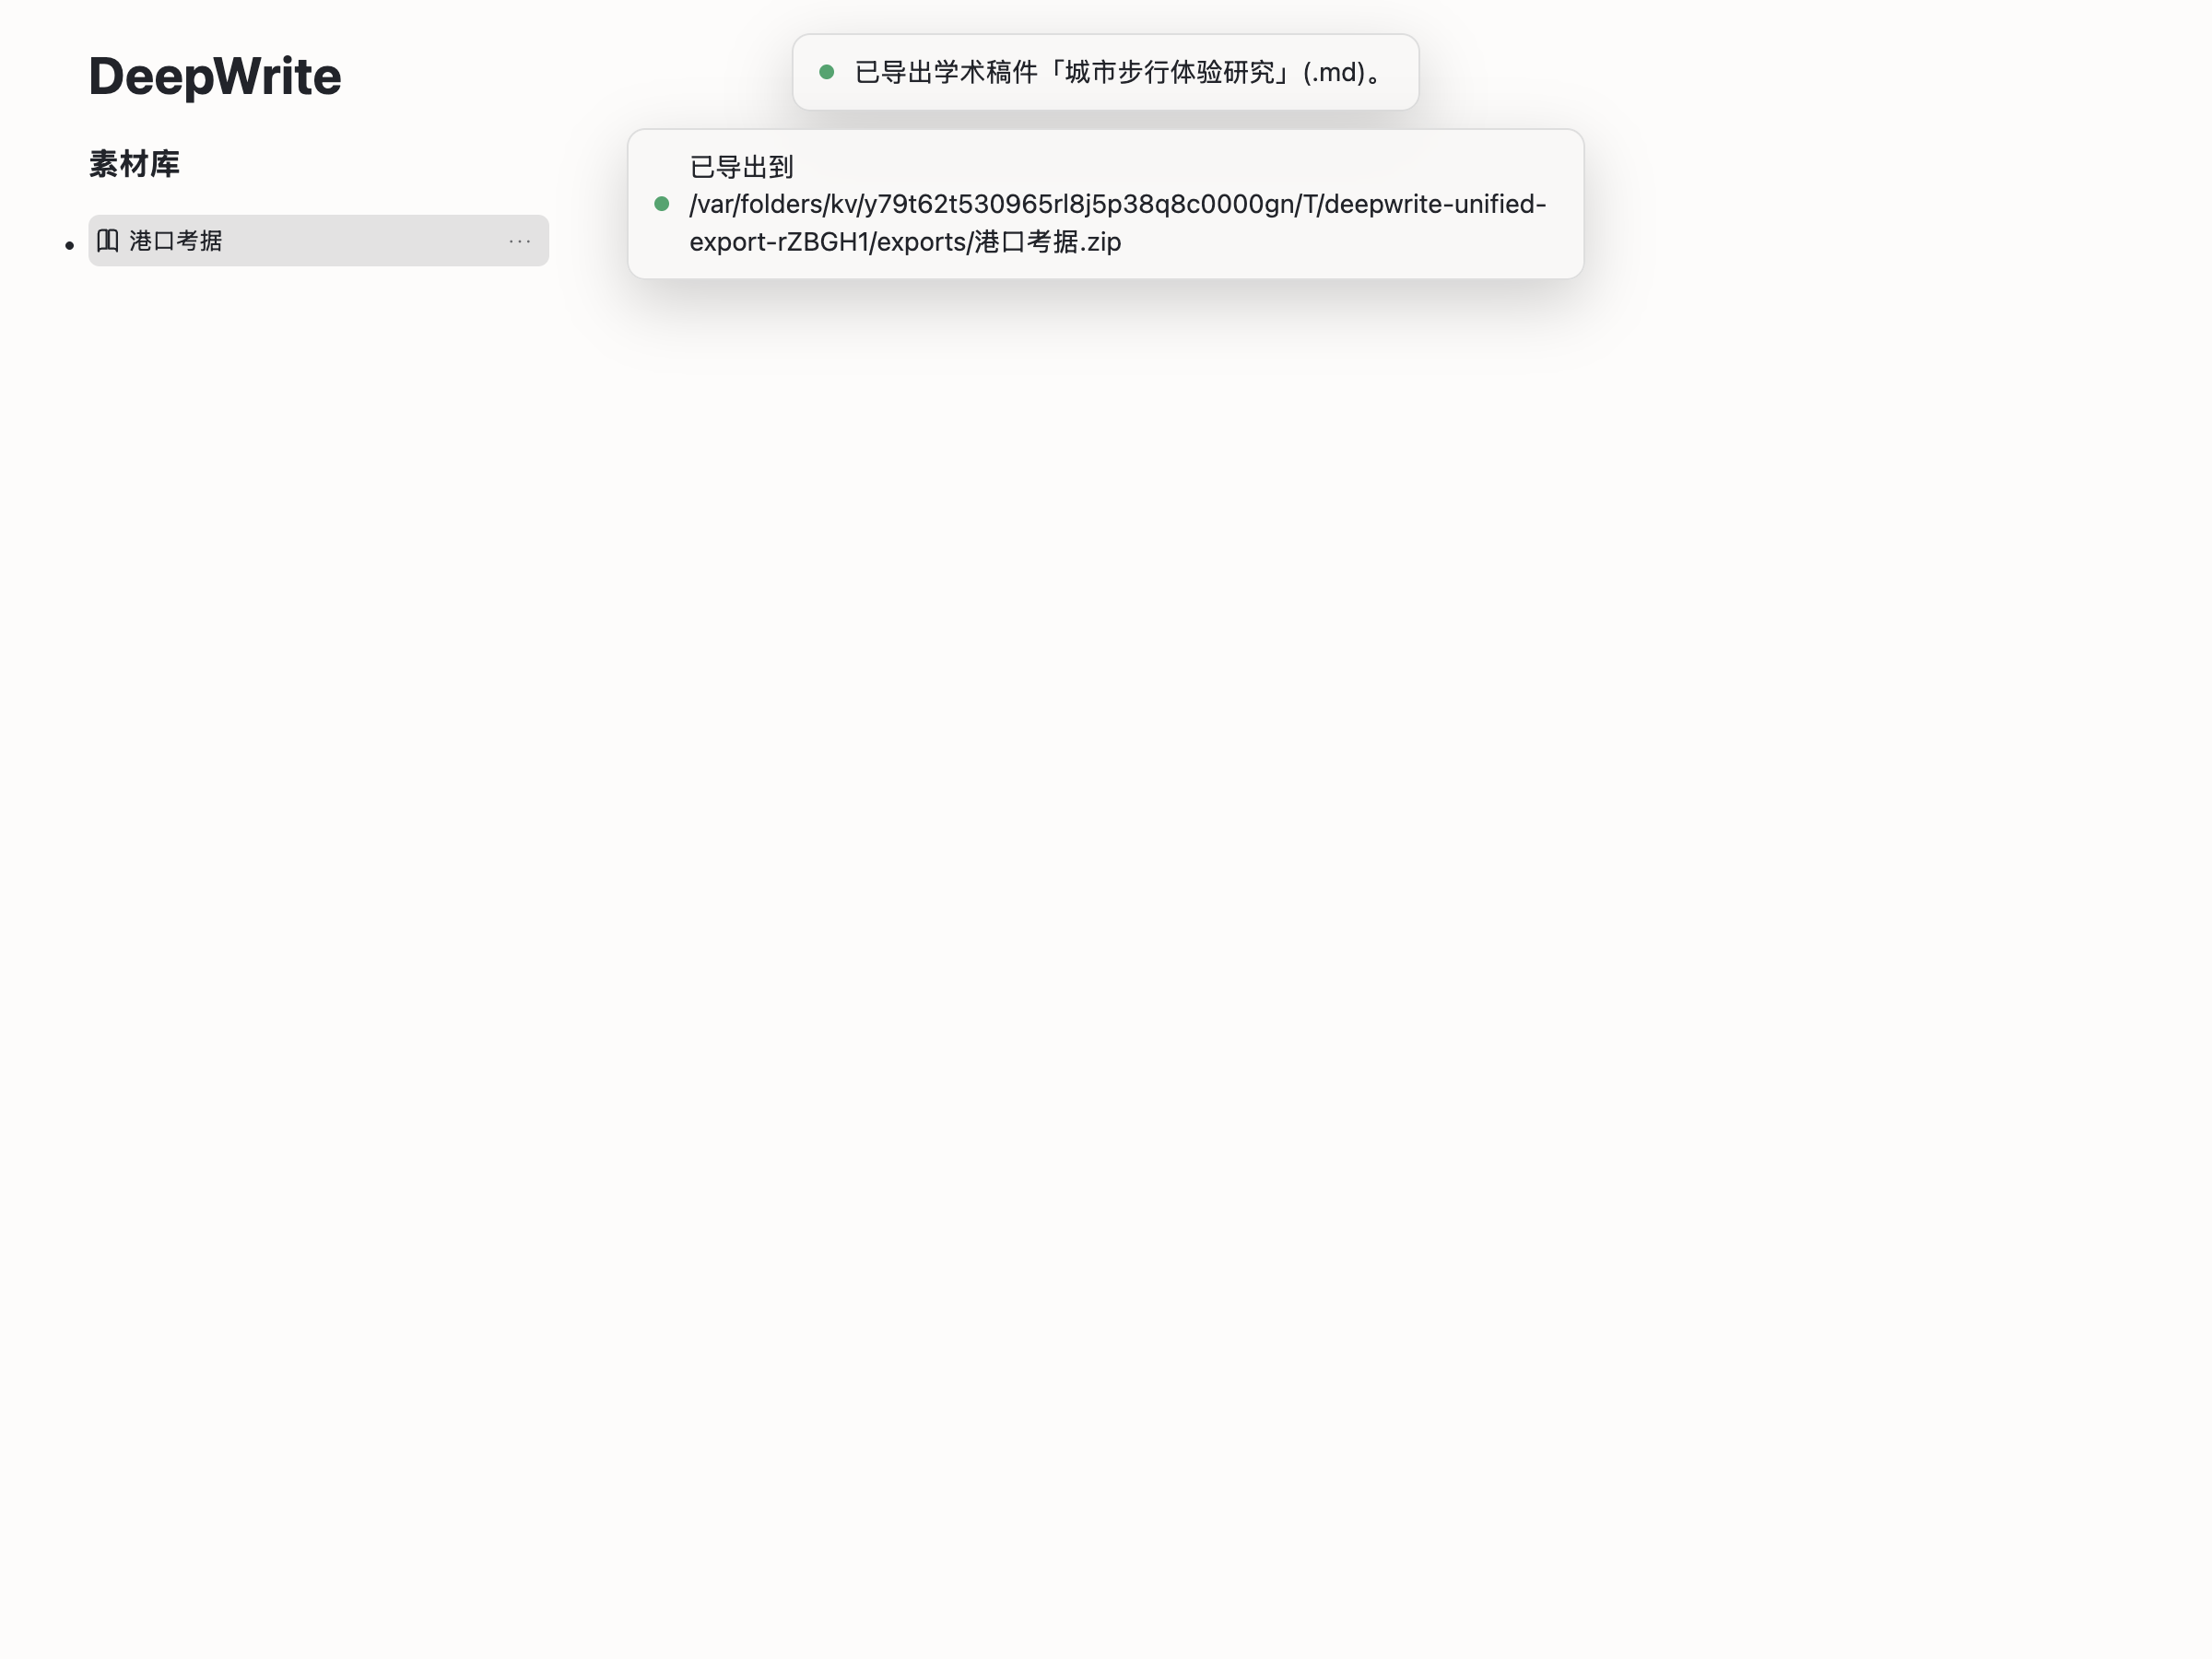 DeepWrite
素材库
港口考据
已导出学术稿件「城市步行体验研究」(.md)。
已导出到
/var/folders/kv/y79t62t530965rl8j5p38q8c0000gn/T/deepwrite-unified-
export-rZBGH1/exports/港口考据.zip